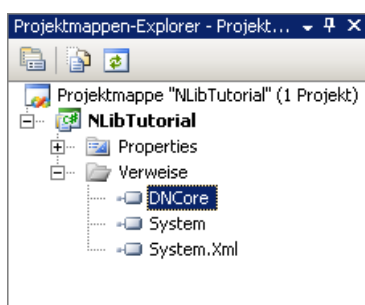 Projektmappen-Explorer - Projekt...
Projektmappe "NLibTutorial" (1 Projekt)
NLibTutorial
Properties
Verweise
DNCore
System
System.Xml